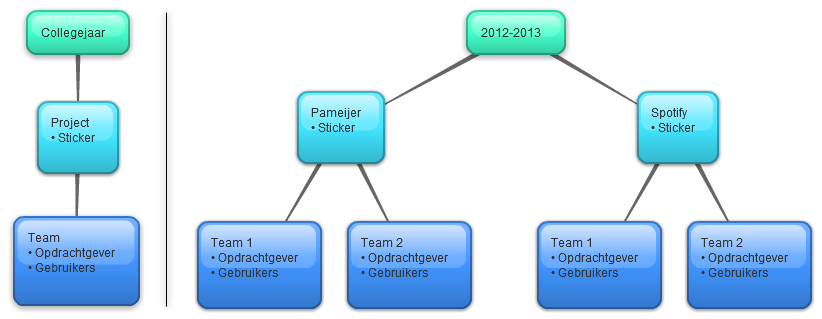 Collegejaar
Project
• Sticker
Team
• Opdrachtgever
• Gebruikers
2012-2013
Pameijer
• Sticker
Spotify
• Sticker
Team 1
• Opdrachtgever
• Gebruikers
Team 2
• Opdrachtgever
• Gebruikers
Team 1
• Opdrachtgever
• Gebruikers
Team 2
• Opdrachtgever
• Gebruikers